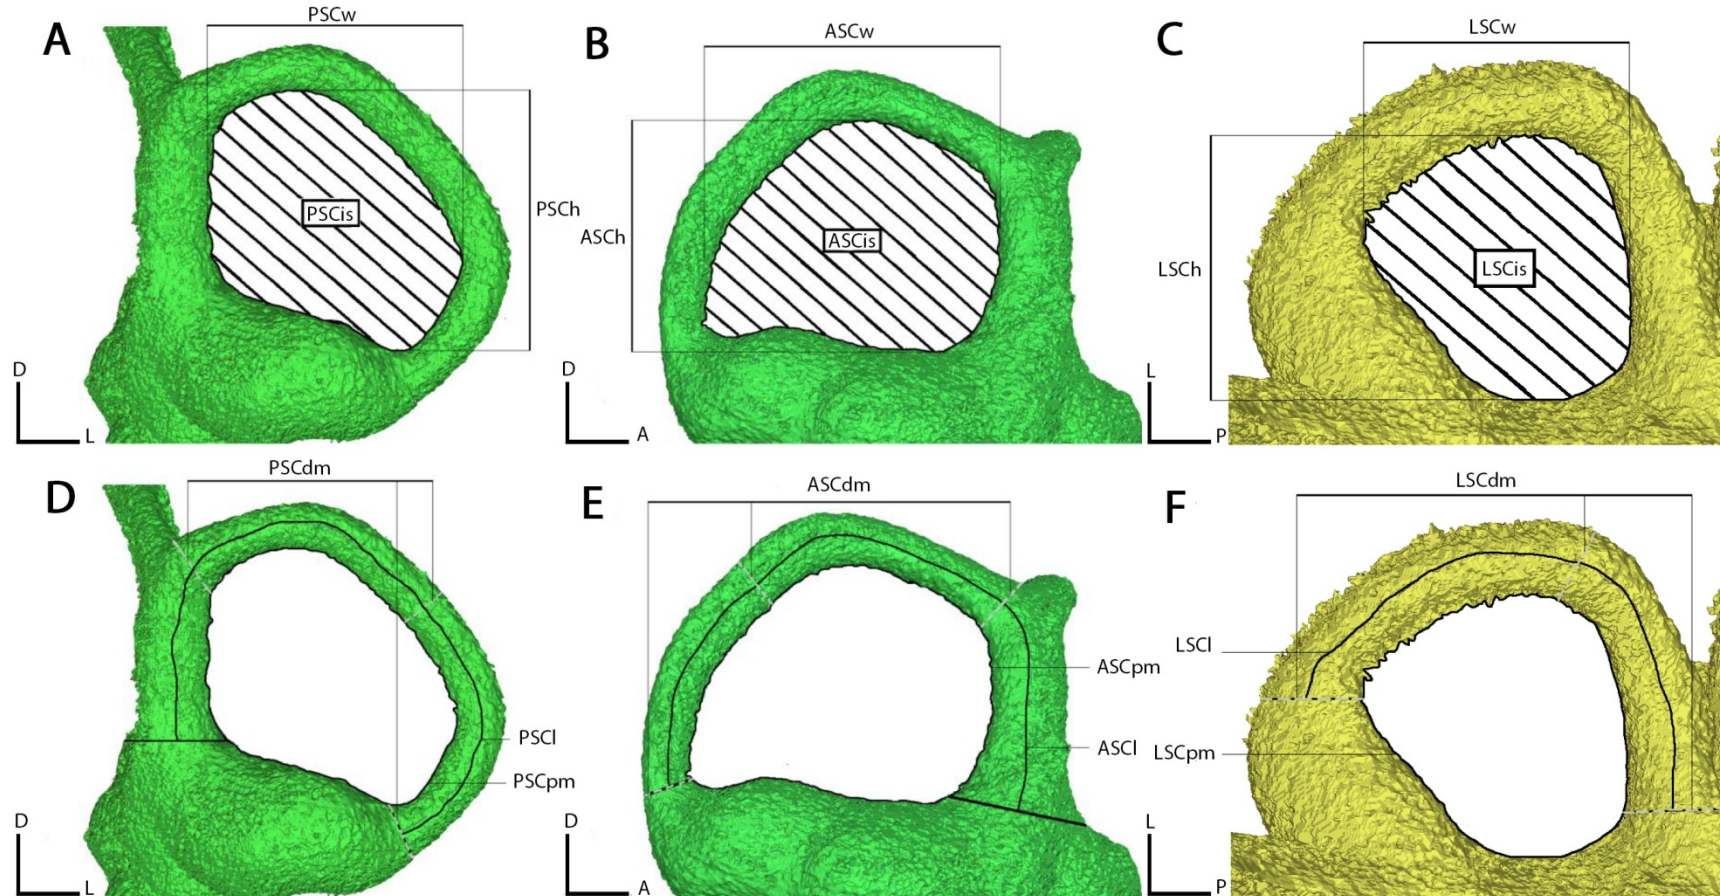 A
PSCw
PSCh
PSCis
D
L
B
ASCw
ASCh
ASCis
D
A
C
LSCw
LSCh
LSCis
L
P
D
PSCdm
PSCl
PSCpm
D
L
E
ASCdm
ASCpm
ASCl
D
A
F
LSCdm
LSCl
LSCpm
L
P